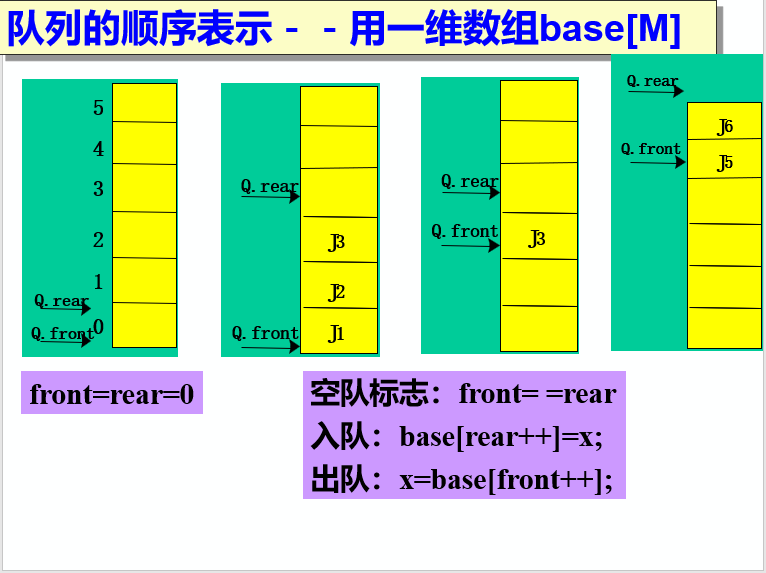 队列的顺序表示－－用一维数组base[M]
5
4
3
2
1
0
Q.rear
Q.front
Q.rear
J3
J2
Q.front
J1
Q.rear
Q.front
J3
Q.rear
J6
Q.front
J5
front=rear=0
空队标志：front= =rear
入队：base[rear++]=x;
出队：x=base[front++];